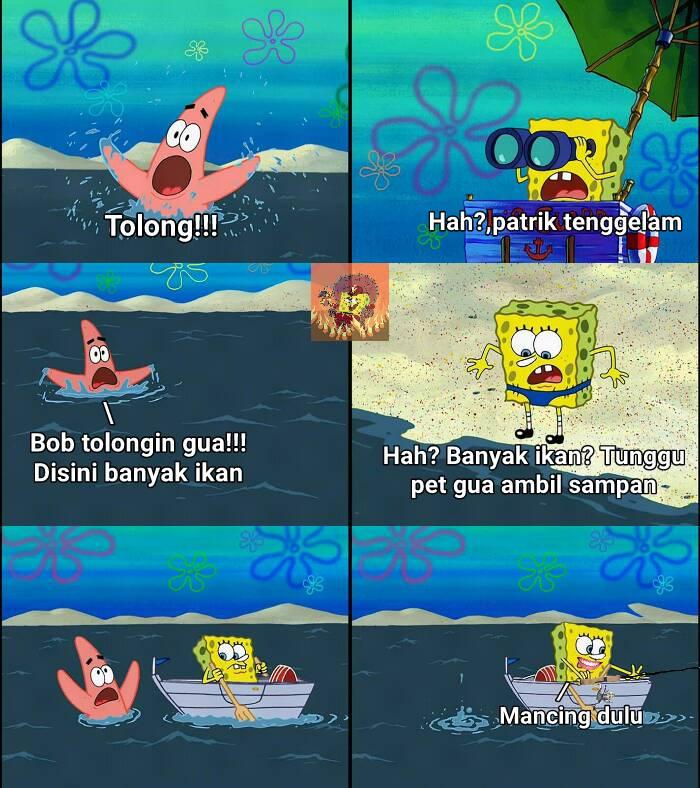 Tolong!!!
Hah?,patrik tenggelam
Bob tolongin gua!!!
Disini banyak ikan
Hah? Banyak ikan? Tunggu
pet gua ambil sampan
Mancing dulu